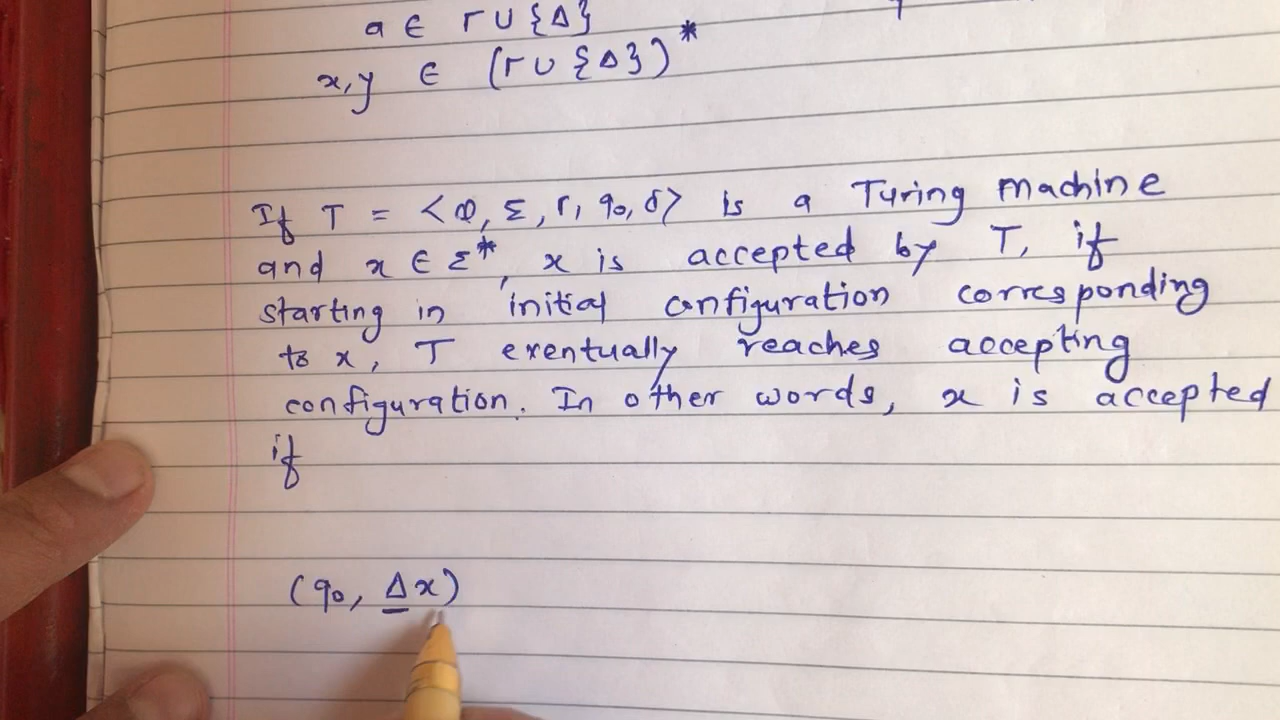 a ∈ Γ ∪ {Δ}
x, y ∈ (Γ ∪ {Δ})*
If T = <Q, Σ, Γ, q0, δ> is a Turing machine
and x ∈ Σ*, x is accepted by T, if
starting in initial configuration corresponding
to x, T eventually reaches accepting
configuration. In other words, x is accepted
if
(q0, Δx)